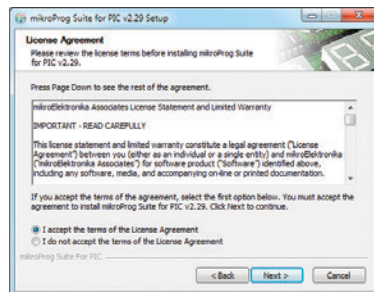 mikroProg Suite for PIC v2.29 Setup
License Agreement
Please review the license terms before installing mikroProg Suite
for PIC v2.29.
Press Page Down to see the rest of the agreement.
mikroElektronika Associates License Statement and Limited Warranty
IMPORTANT - READ CAREFULLY
This license statement and limited warranty constitute a legal agreement ("License
Agreement") between you (either as an individual or a single entity) and mikroElektronika
("mikroElektronika Associates") for software product ("Software") identified above,
including any software, media, and accompanying on-line or printed documentation.
If you accept the terms of the agreement, select the first option below. You must accept the
agreement to install mikroProg Suite for PIC v2.29. Click Next to continue.
I accept the terms of the License Agreement
I do not accept the terms of the License Agreement
mikroProg Suite For PIC
< Back
Next >
Cancel